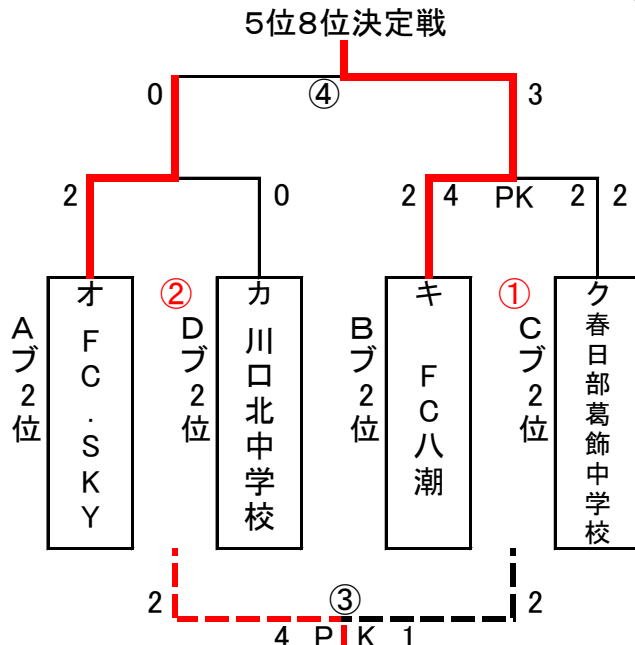 5位8位決定戦
0 ④ 3
2 0 2 4 PK 2 2
オ ② カ キ ① ク
Aブ2位
FC.SKY
Dブ2位
川口北中学校
Bブ2位
FC八潮
Cブ2位
春日部葛飾中学校
2 ③ 2
4 PK 1